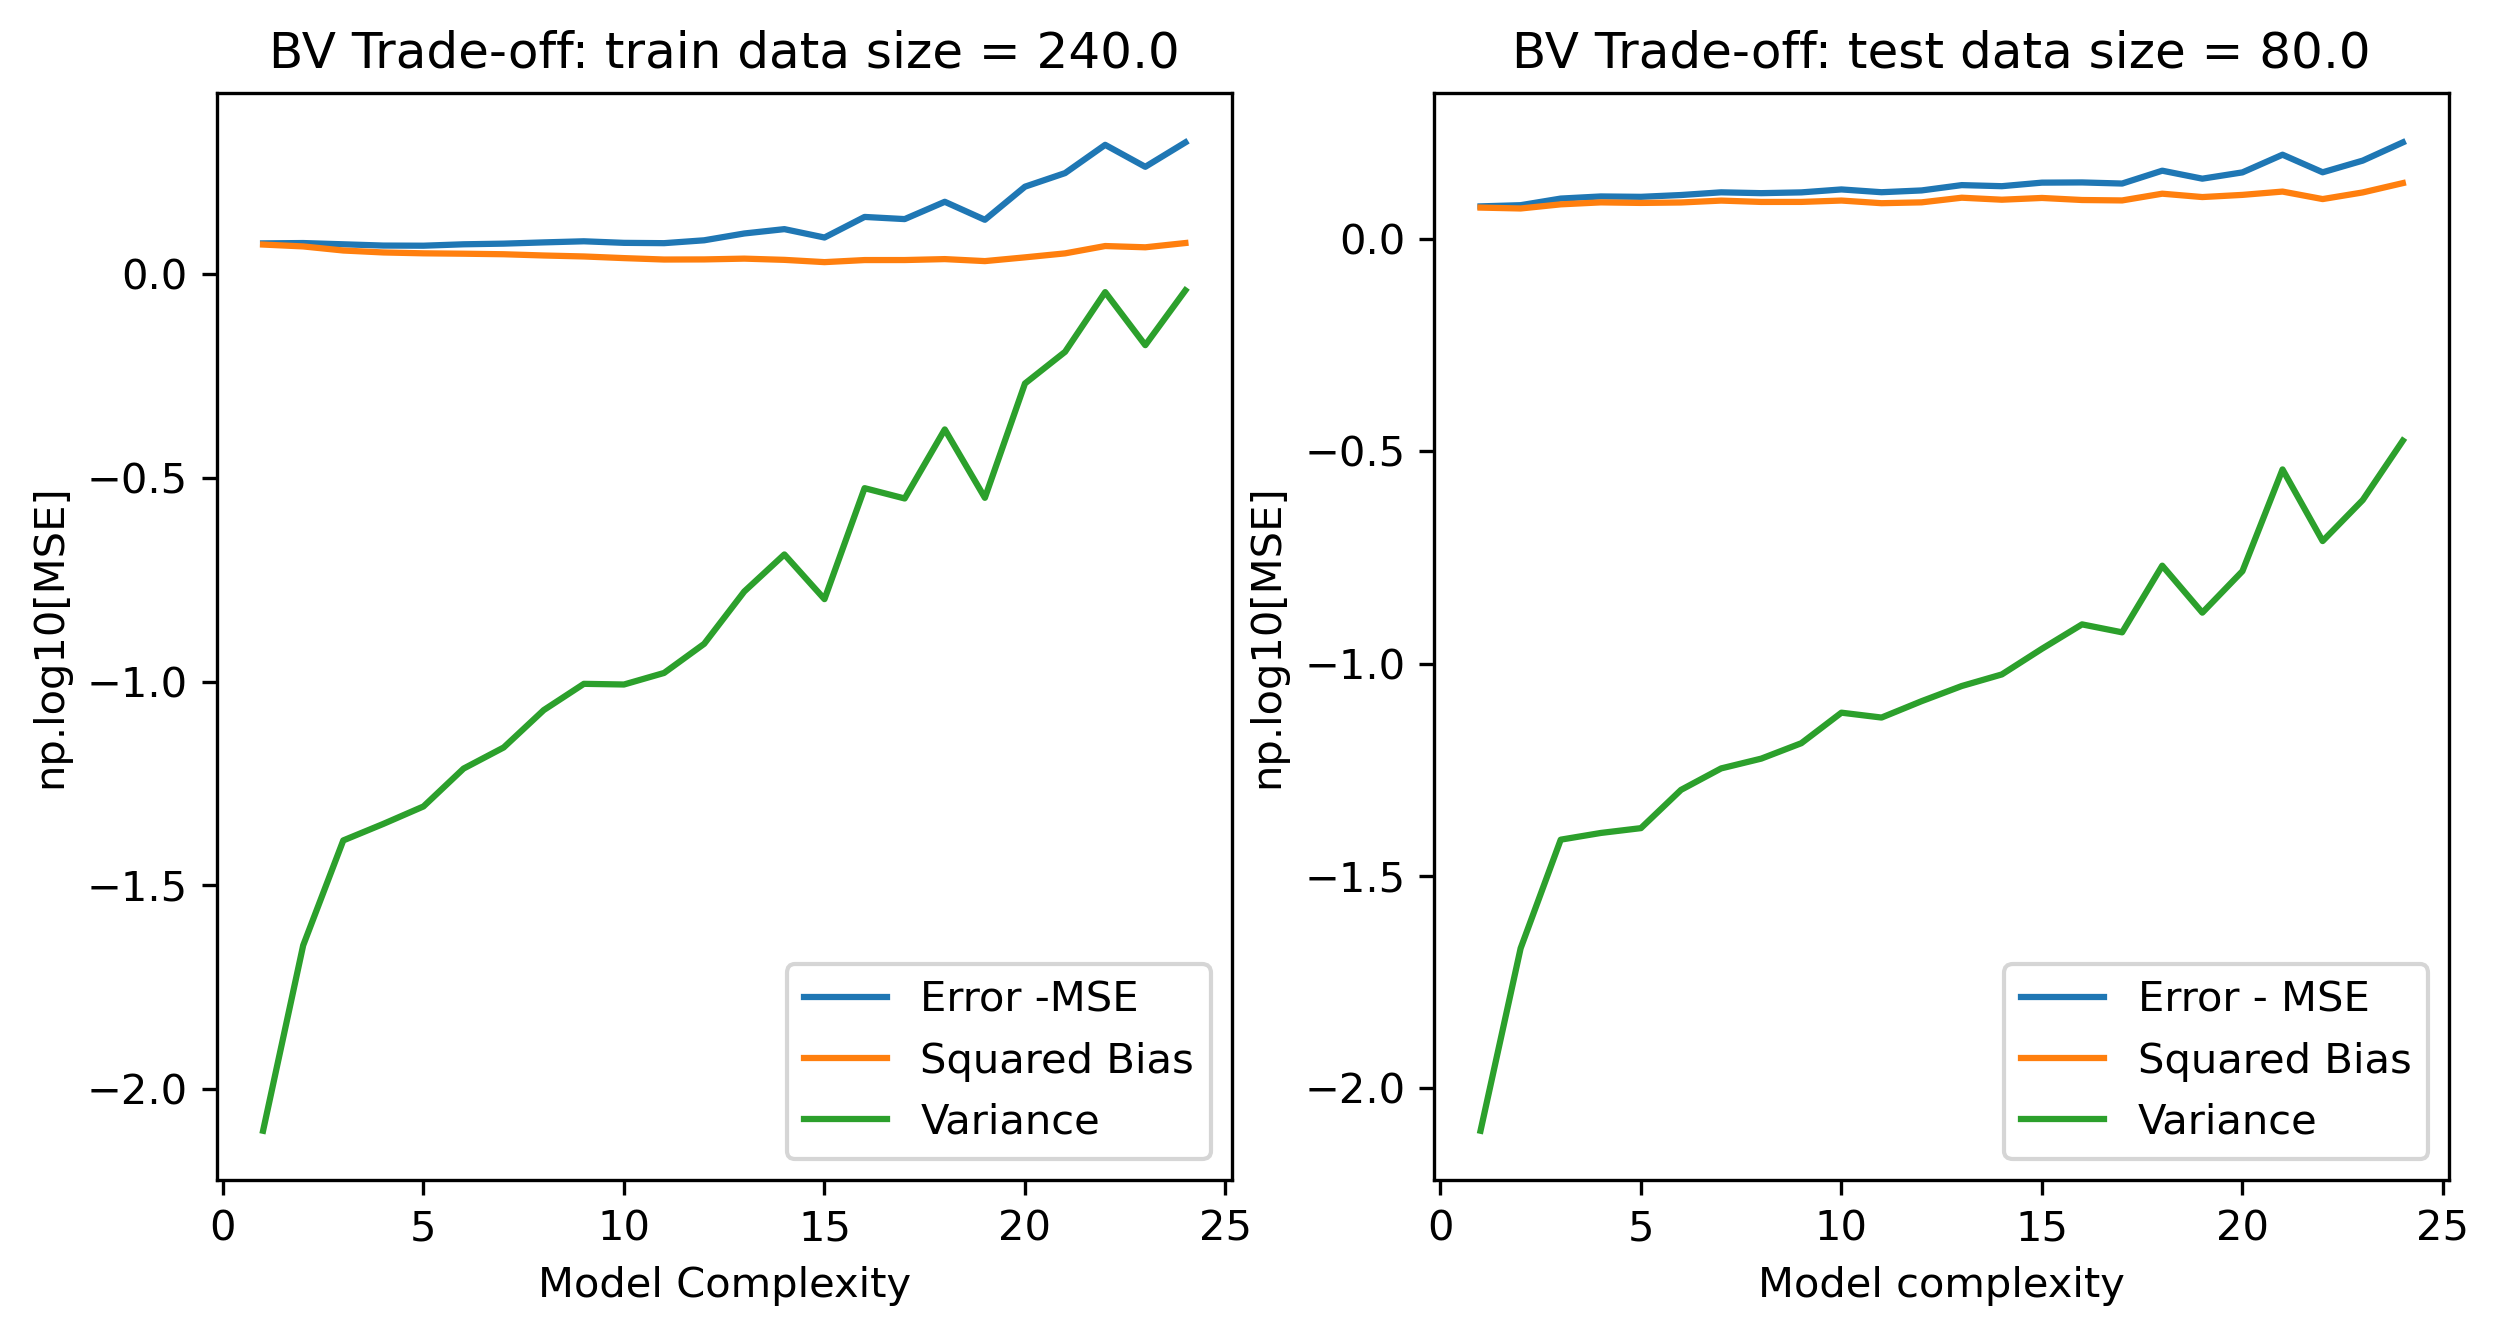 BV Trade-off: train data size = 240.0
np.log10[MSE]
0.0
−0.5
−1.0
−1.5
−2.0
Error -MSE
Squared Bias
Variance
0 5 10 15 20 25
Model Complexity
BV Trade-off: test data size = 80.0
np.log10[MSE]
0.0
−0.5
−1.0
−1.5
−2.0
Error - MSE
Squared Bias
Variance
0 5 10 15 20 25
Model complexity